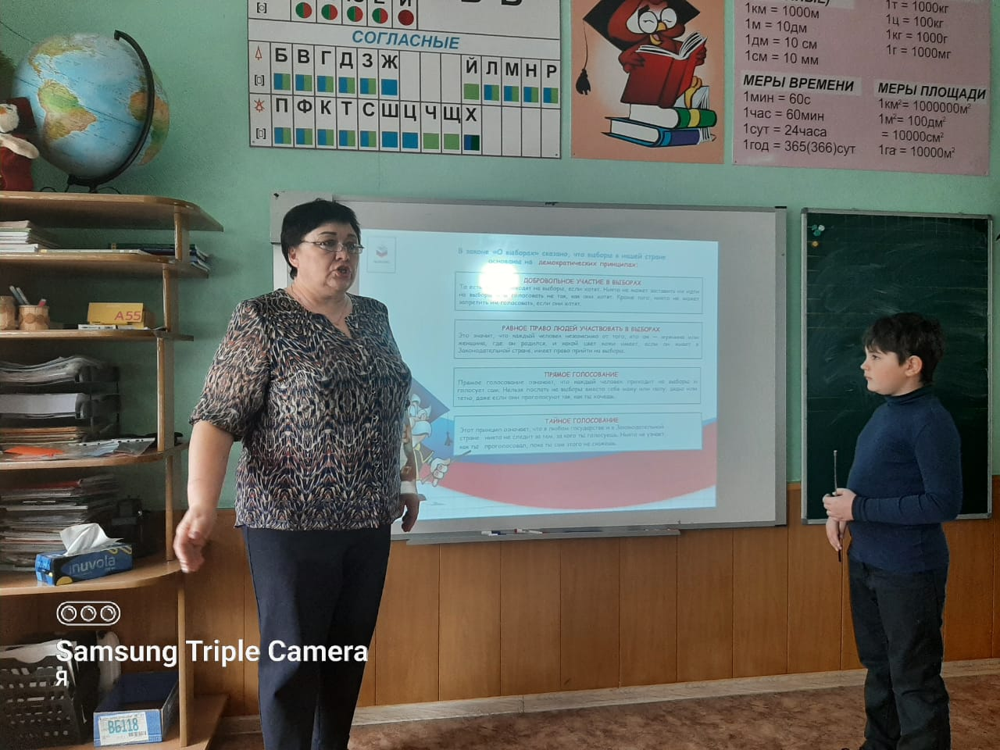 СОГЛАСНЫЕ
Б В Г Д З Ж Й Л М Н Р
П Ф К Т С Ш Ц Ч Щ Х
1км = 1000м
1м = 10дм
1дм = 10 см
1см = 10 мм
1т = 1000кг
1ц = 100кг
1кг = 1000г
1г = 1000мг
МЕРЫ ВРЕМЕНИ
1мин = 60с
1час = 60мин
1сут = 24часа
1год = 365(366)сут
МЕРЫ ПЛОЩАДИ
1км²= 1000000м²
1м²= 100дм²
= 10000см²
1га = 10000м²
В законе «О выборах» сказано, что выборы в нашей стране
основаны на демократических принципах:
ДОБРОВОЛЬНОЕ УЧАСТИЕ В ВЫБОРАХ
на выборы, если хотят. Никто не может заставить их идти
на выборы голосовать не так, как они хотят. Кроме того, никто не может
запретить им голосовать, если они хотят.
РАВНОЕ ПРАВО ЛЮДЕЙ УЧАСТВОВАТЬ В ВЫБОРАХ
Это значит, что каждый человек независимо от того, кто он — мужчина или
женщина, где он родился, и какой цвет кожи имеет, если он живет в
Законодательной стране, имеет право прийти на выборы.
ПРЯМОЕ ГОЛОСОВАНИЕ
Прямое голосование означает, что каждый человек приходит на выборы и
голосует сам. Нельзя послать на выборы вместо себя маму или папу, дядю или
тетю, даже если они проголосуют так, как ты хочешь.
ТАЙНОЕ ГОЛОСОВАНИЕ
Этот принцип означает, что в любом государстве и в Законодательной
стране никто не следит за тем, за кого ты голосуешь. Никто не узнает,
как ты проголосовал, пока ты сам этого не скажешь.
A55
nuvola
ВБ118
Samsung Triple Camera
Я